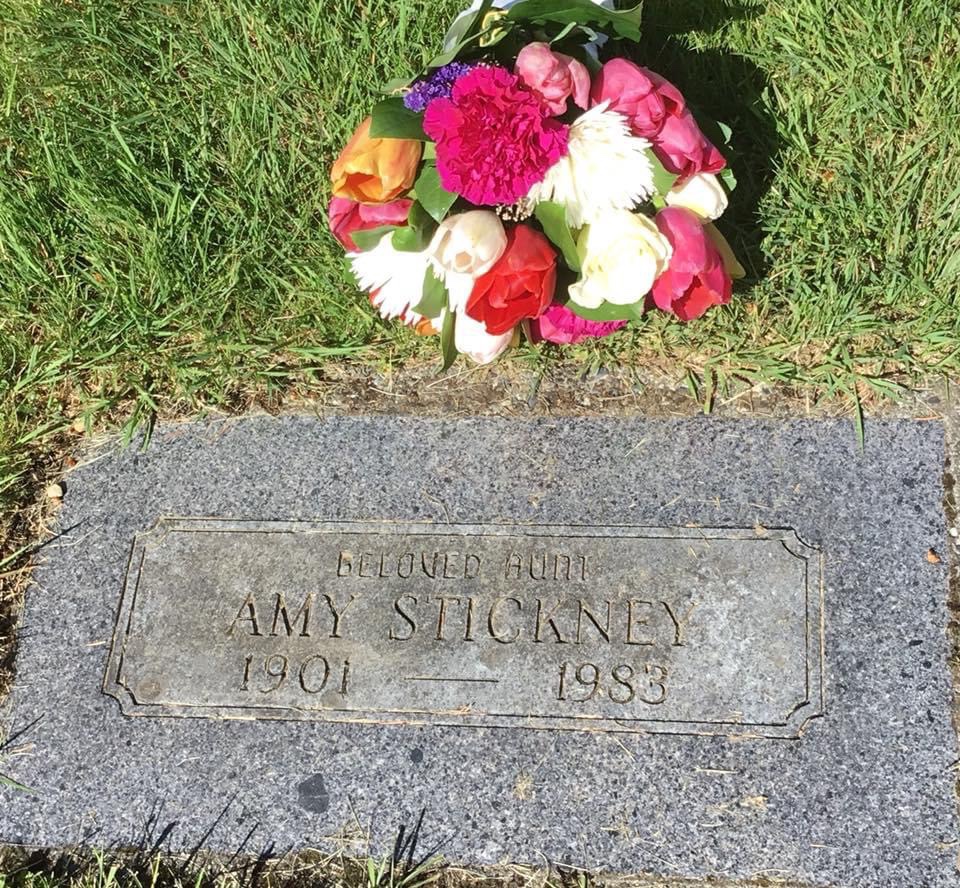 BELOVED AUNT
AMY STICKNEY
1901 — 1983